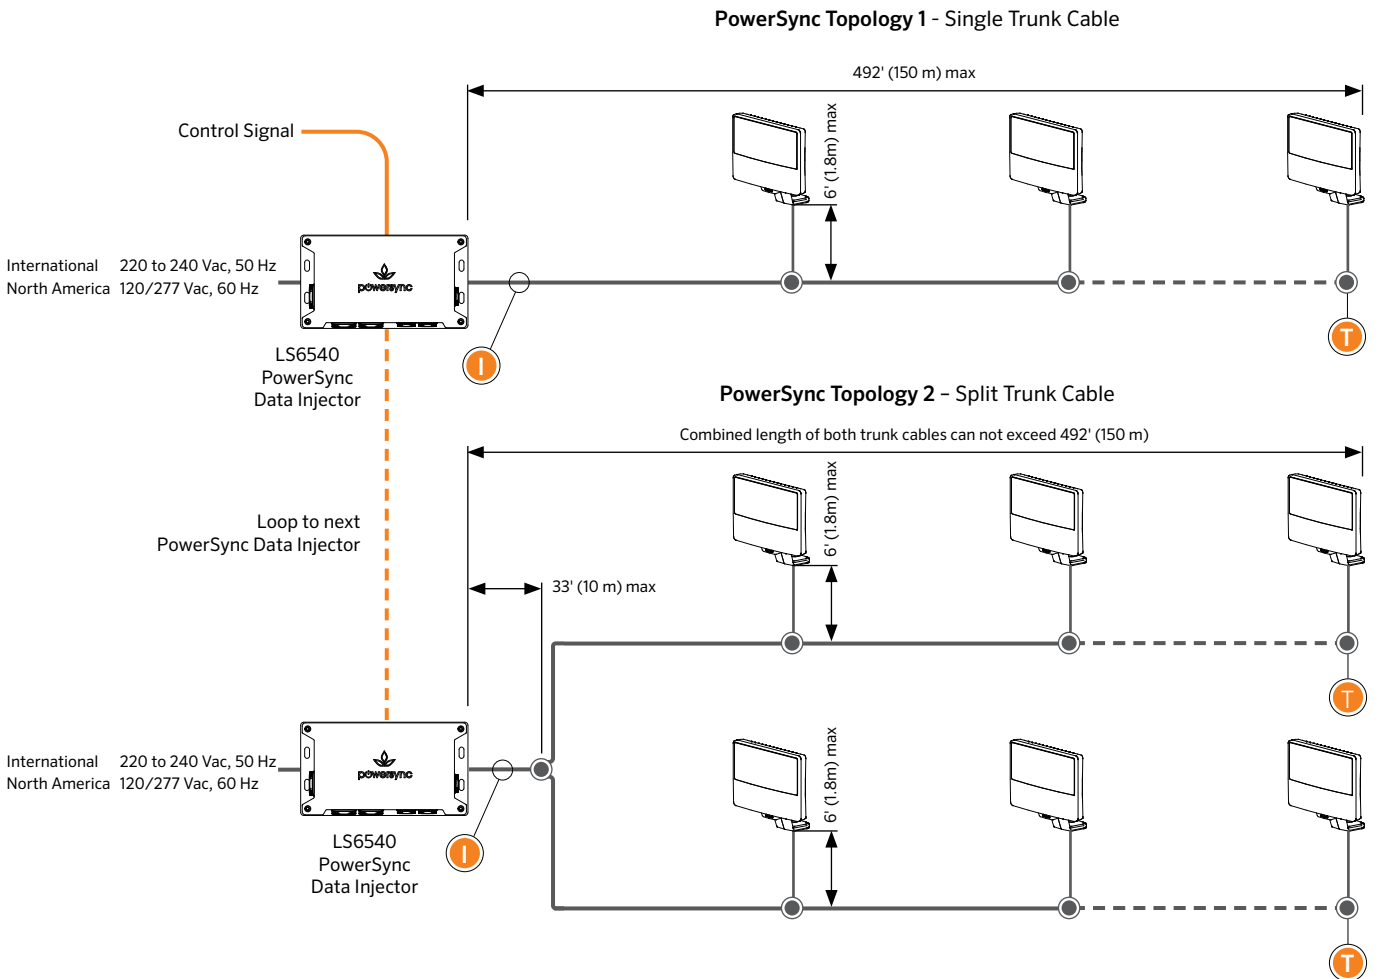 PowerSync Topology 1 - Single Trunk Cable
492' (150 m) max
Control Signal
6' (1.8m) max
International 220 to 240 Vac, 50 Hz
North America 120/277 Vac, 60 Hz
powersync
LS6540
PowerSync
Data Injector
I
T
PowerSync Topology 2 – Split Trunk Cable
Combined length of both trunk cables can not exceed 492' (150 m)
6' (1.8m) max
Loop to next
PowerSync Data Injector
33' (10 m) max
T
International 220 to 240 Vac, 50 Hz
North America 120/277 Vac, 60 Hz
powersync
6' (1.8m) max
LS6540
PowerSync
Data Injector
I
T